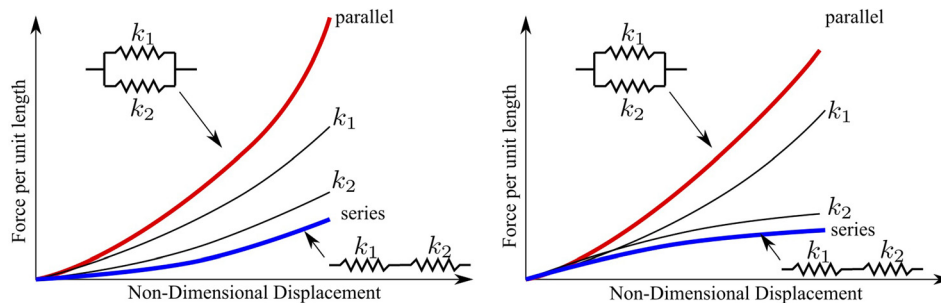 parallel
k1
k2
Force per unit length
k1
k2
series
k1 k2
Non-Dimensional Displacement
parallel
k1
k2
Force per unit length
k1
k2
series
k1 k2
Non-Dimensional Displacement